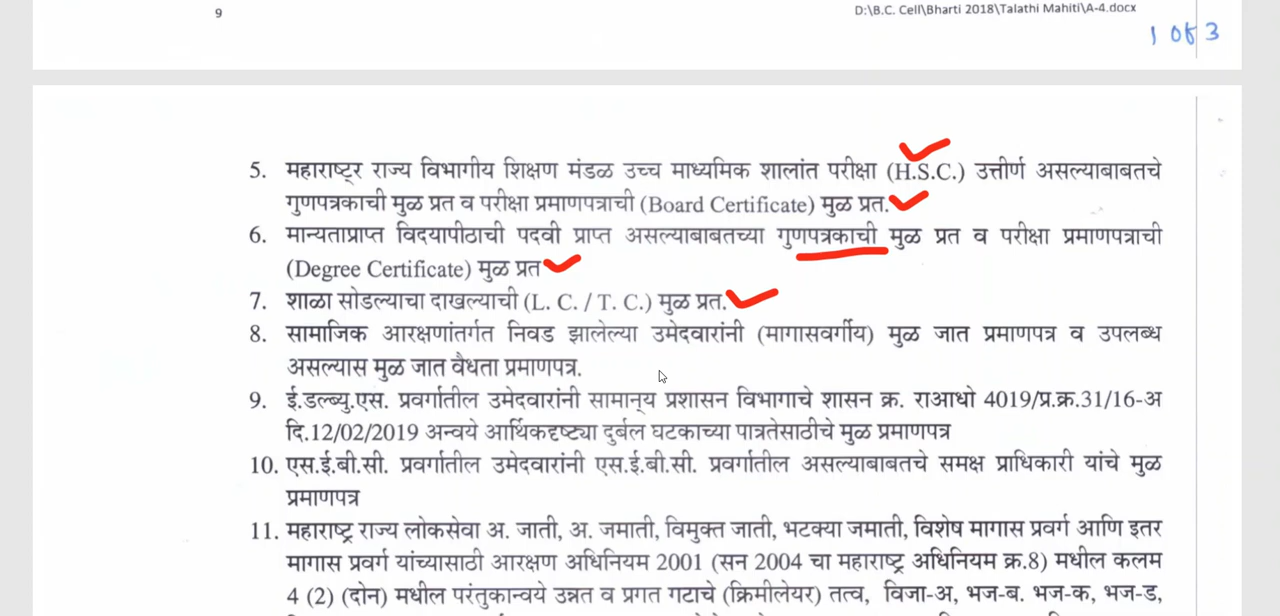 9
D:\B.C. Cell\Bharti 2018\Talathi Mahiti\A-4.docx
1 of 3
5. महाराष्ट्र राज्य विभागीय शिक्षण मंडळ उच्च माध्यमिक शालांत परीक्षा (H.S.C.) उत्तीर्ण असल्याबाबतचे
गुणपत्रकाची मुळ प्रत व परीक्षा प्रमाणपत्राची (Board Certificate) मुळ प्रत.
6. मान्यताप्राप्त विदयापीठाची पदवी प्राप्त असल्याबाबतच्या गुणपत्रकाची मुळ प्रत व परीक्षा प्रमाणपत्राची
(Degree Certificate) मुळ प्रत
7. शाळा सोडल्याचा दाखल्याची (L. C. / T. C.) मुळ प्रत.
8. सामाजिक आरक्षणांतर्गत निवड झालेल्या उमेदवारांनी (मागासवर्गीय) मुळ जात प्रमाणपत्र व उपलब्ध
असल्यास मुळ जात वैधता प्रमाणपत्र.
9. ई.डल्ब्यु.एस. प्रवर्गातील उमेदवारांनी सामान्य प्रशासन विभागाचे शासन क्र. राआधो 4019/प्र.क्र.31/16-अ
दि.12/02/2019 अन्वये आर्थिकदृष्ट्या दुर्बल घटकाच्या पात्रतेसाठीचे मुळ प्रमाणपत्र
10. एस.ई.बी.सी. प्रवर्गातील उमेदवारांनी एस.ई.बी.सी. प्रवर्गातील असल्याबाबतचे समक्ष प्राधिकारी यांचे मुळ
प्रमाणपत्र
11. महाराष्ट्र राज्य लोकसेवा अ. जाती, अ. जमाती, विमुक्त जाती, भटक्या जमाती, विशेष मागास प्रवर्ग आणि इतर
मागास प्रवर्ग यांच्यासाठी आरक्षण अधिनियम 2001 (सन 2004 चा महाराष्ट्र अधिनियम क्र.8) मधील कलम
4 (2) (दोन) मधील परंतुकान्वये उन्नत व प्रगत गटाचे (क्रिमीलेयर) तत्व, विजा-अ, भज-ब. भज-क, भज-ड,